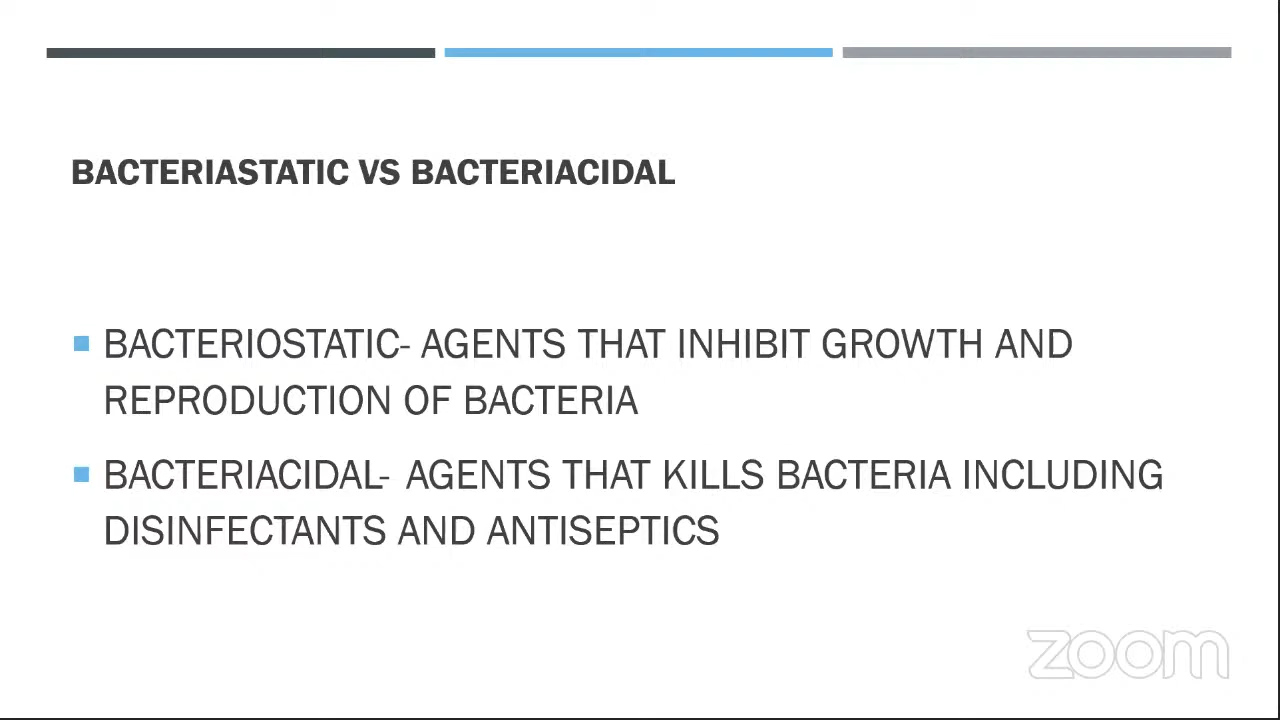 BACTERIASTATIC VS BACTERIACIDAL
BACTERIOSTATIC- AGENTS THAT INHIBIT GROWTH AND
REPRODUCTION OF BACTERIA
BACTERIACIDAL- AGENTS THAT KILLS BACTERIA INCLUDING
DISINFECTANTS AND ANTISEPTICS
zoom